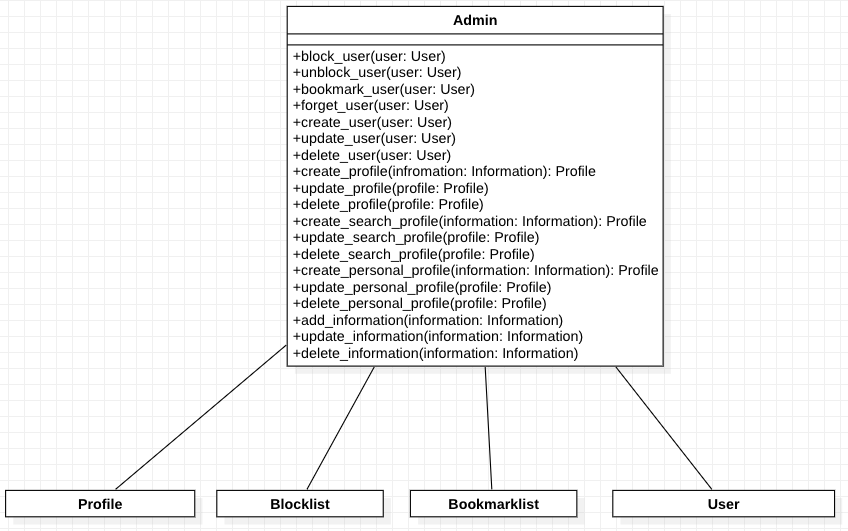 Admin
+block_user(user: User)
+unblock_user(user: User)
+bookmark_user(user: User)
+forget_user(user: User)
+create_user(user: User)
+update_user(user: User)
+delete_user(user: User)
+create_profile(infromation: Information): Profile
+update_profile(profile: Profile)
+delete_profile(profile: Profile)
+create_search_profile(information: Information): Profile
+update_search_profile(profile: Profile)
+delete_search_profile(profile: Profile)
+create_personal_profile(information: Information): Profile
+update_personal_profile(profile: Profile)
+delete_personal_profile(profile: Profile)
+add_information(information: Information)
+update_information(information: Information)
+delete_information(information: Information)
Profile
Blocklist
Bookmarklist
User